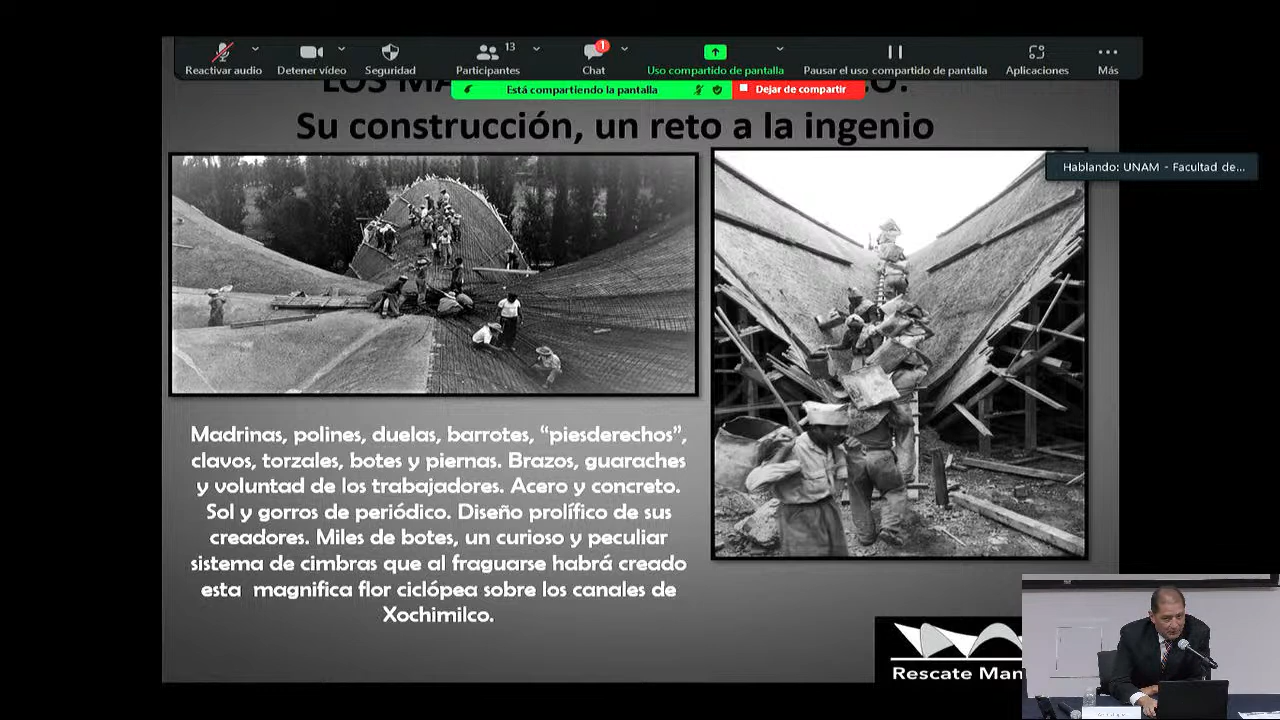 13
1
Reactivar audio
Detener vídeo
Seguridad
Participantes
Chat
Uso compartido de pantalla
Pausar el uso compartido de pantalla
Aplicaciones
Más
Está compartiendo la pantalla
Dejar de compartir
LOS MA
Su construcción, un reto a la ingenio
Hablando: UNAM - Facultad de...
Madrinas, polines, duelas, barrotes, “piesderechos”,
clavos, torzales, botes y piernas. Brazos, guaraches
y voluntad de los trabajadores. Acero y concreto.
Sol y gorros de periódico. Diseño prolífico de sus
creadores. Miles de botes, un curioso y peculiar
sistema de cimbras que al fraguarse habrá creado
esta magnifica flor ciclópea sobre los canales de
Xochimilco.
Rescate Man